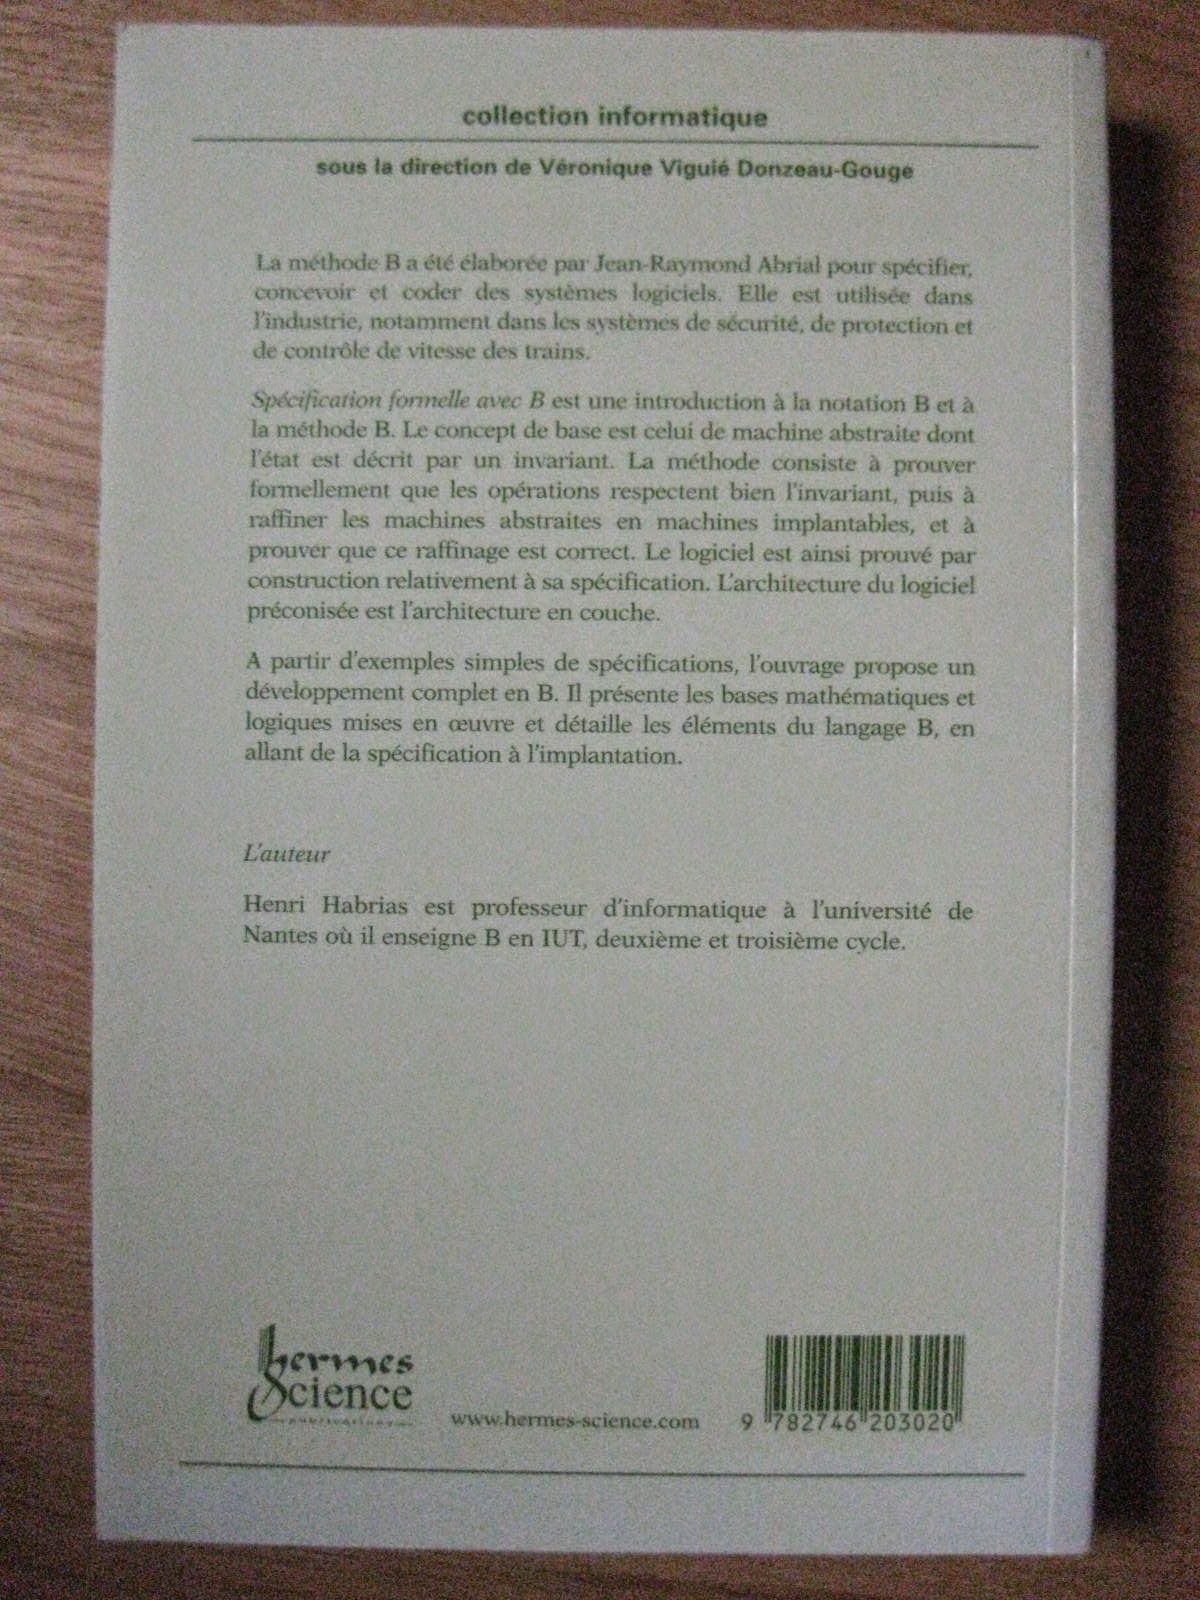 collection informatique
sous la direction de Véronique Viguié Donzeau-Gouge
La méthode B a été élaborée par Jean-Raymond Abrial pour spécifier,
concevoir et coder des systèmes logiciels. Elle est utilisée dans
l'industrie, notamment dans les systèmes de sécurité, de protection et
de contrôle de vitesse des trains.
Spécification formelle avec B est une introduction à la notation B et à
la méthode B. Le concept de base est celui de machine abstraite dont
l'état est décrit par un invariant. La méthode consiste à prouver
formellement que les opérations respectent bien l'invariant, puis à
raffiner les machines abstraites en machines implantables, et à
prouver que ce raffinage est correct. Le logiciel est ainsi prouvé par
construction relativement à sa spécification. L'architecture du logiciel
préconisée est l'architecture en couche.
A partir d'exemples simples de spécifications, l'ouvrage propose un
développement complet en B. Il présente les bases mathématiques et
logiques mises en œuvre et détaille les éléments du langage B, en
allant de la spécification à l'implantation.
L'auteur
Henri Habrias est professeur d'informatique à l'université de
Nantes où il enseigne B en IUT, deuxième et troisième cycle.
hermes
Science
www.hermes-science.com
9 782746 203020